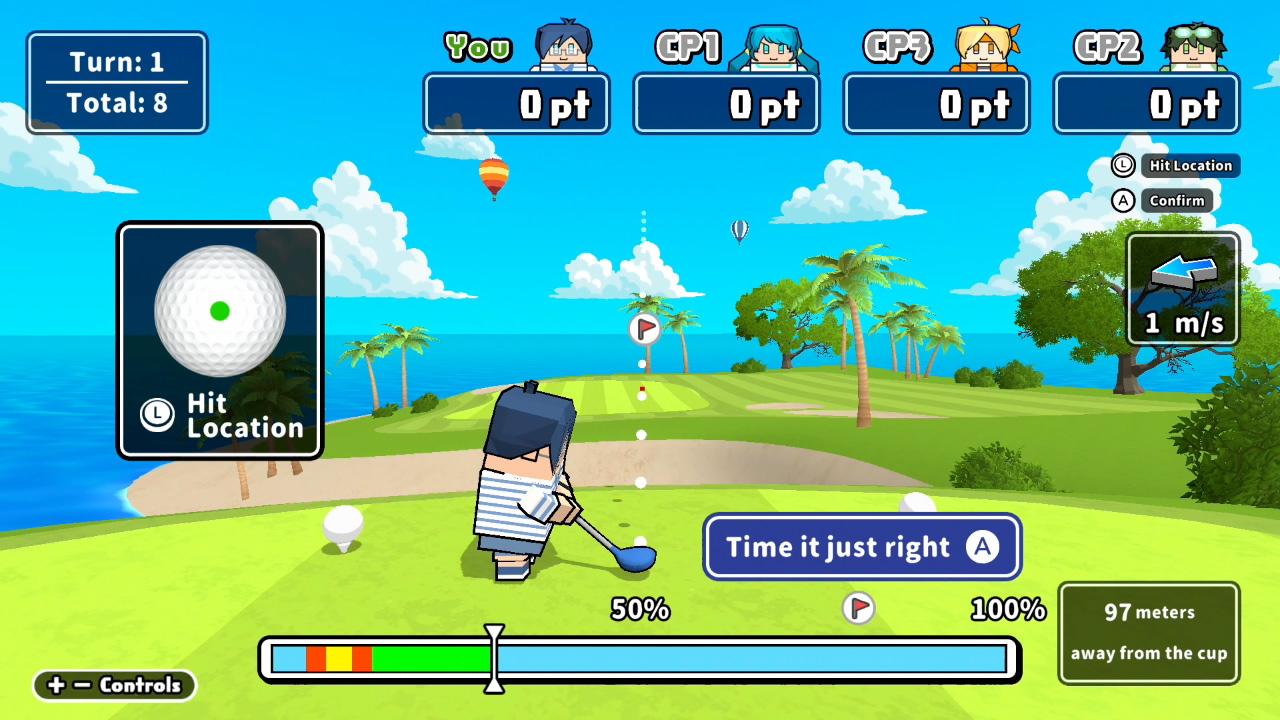 Turn: 1
Total: 8
You
CP1
CP3
CP2
0 pt
0 pt
0 pt
0 pt
L Hit Location
A Confirm
1 m/s
L Hit
Location
Time it just right A
50%
100%
97 meters
away from the cup
+ − Controls